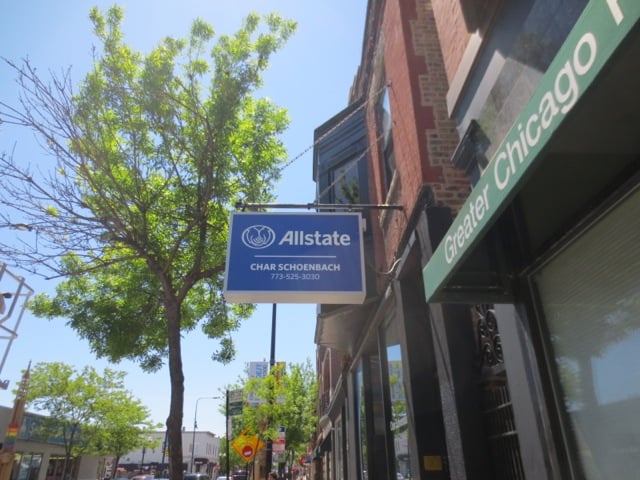 Allstate
CHAR SCHOENBACH
773-525-3030
Greater Chicago